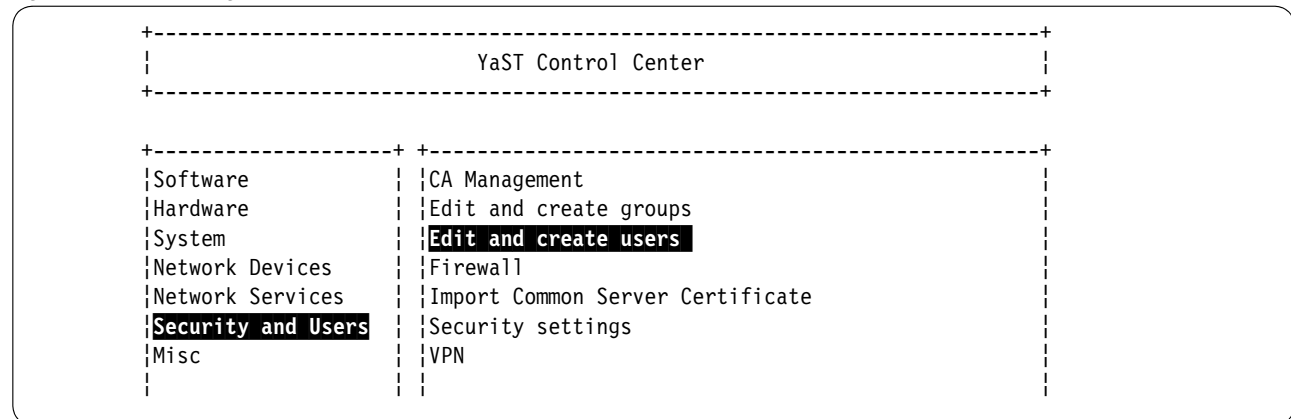 YaST Control Center
Software CA Management
Hardware Edit and create groups
System Edit and create users
Network Devices Firewall
Network Services Import Common Server Certificate
Security and Users Security settings
Misc VPN